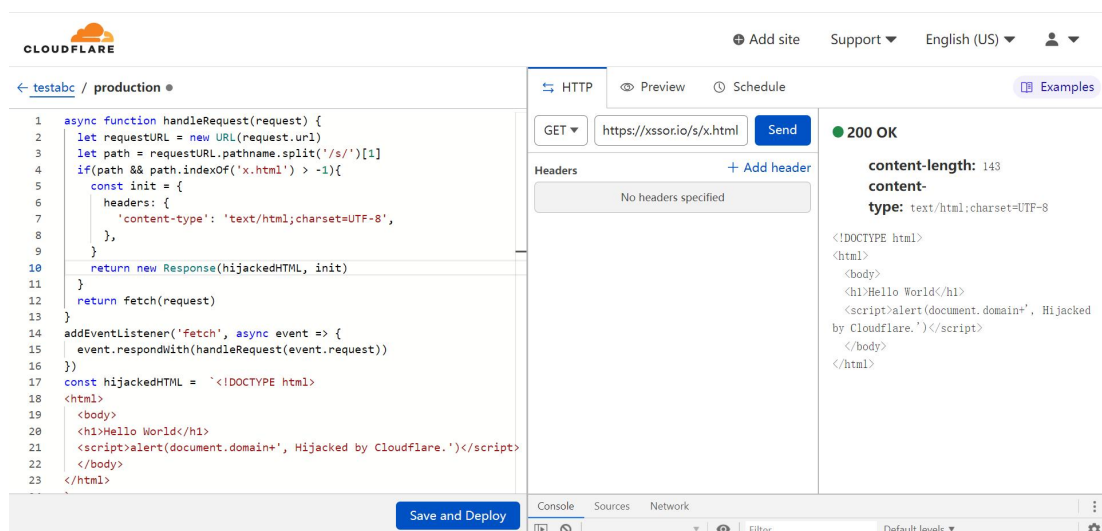 CLOUDFLARE
Add site
Support
English (US)
testabc / production
HTTP
Preview
Schedule
Examples
1 async function handleRequest(request) {
2 let requestURL = new URL(request.url)
3 let path = requestURL.pathname.split('/s/')[1]
4 if(path && path.indexOf('x.html') > -1){
5 const init = {
6 headers: {
7 'content-type': 'text/html;charset=UTF-8',
8 },
9 }
10 return new Response(hijackedHTML, init)
11 }
12 return fetch(request)
13 }
14 addEventListener('fetch', async event => {
15 event.respondWith(handleRequest(event.request))
16 })
17 const hijackedHTML = `<!DOCTYPE html>
18 <html>
19 <body>
20 <h1>Hello World</h1>
21 <script>alert(document.domain+', Hijacked by Cloudflare.')</script>
22 </body>
23 </html>
Save and Deploy
GET
https://xssor.io/s/x.html
Send
Headers
+ Add header
No headers specified
200 OK
content-length: 143
content-
type: text/html;charset=UTF-8
<!DOCTYPE html>
<html>
<body>
<h1>Hello World</h1>
<script>alert(document.domain+', Hijacked
by Cloudflare.')</script>
</body>
</html>
Console
Sources
Network
Filter
Default levels